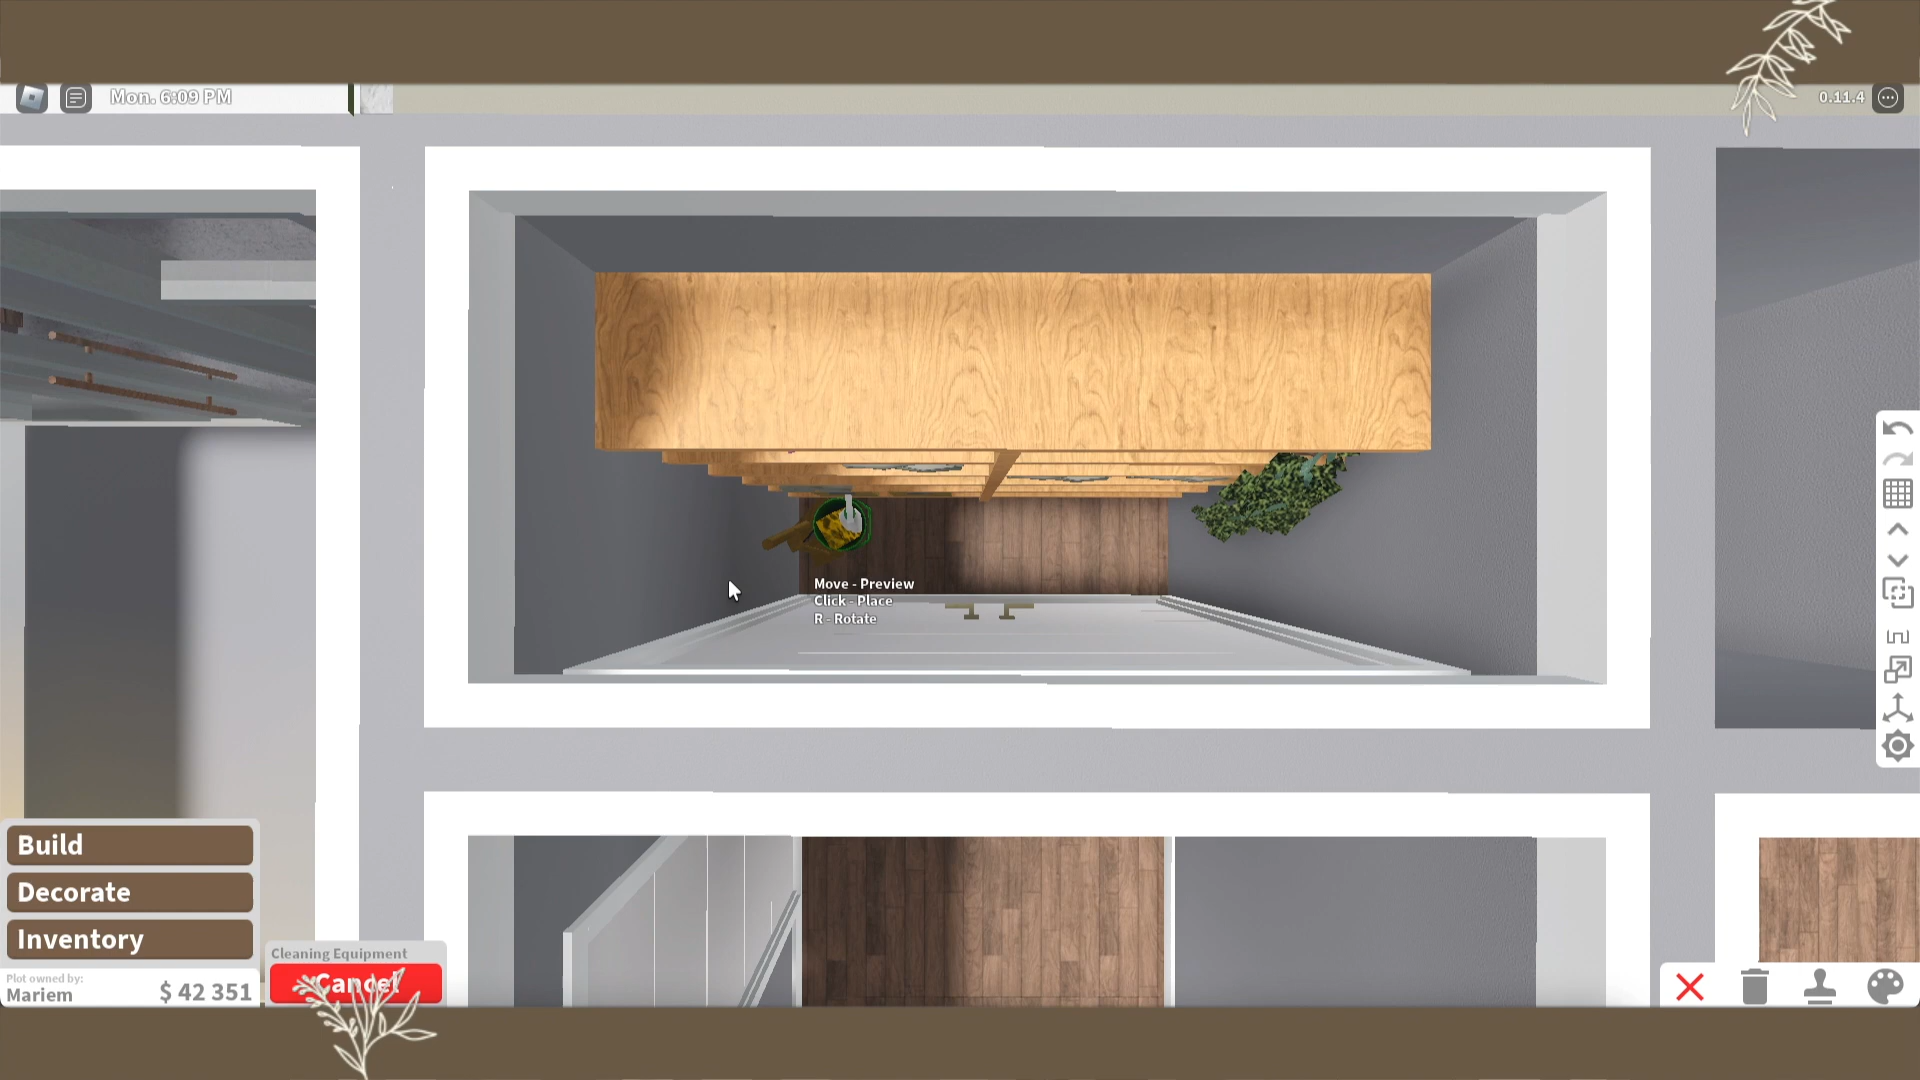 Mon. 6:09 PM
0.11.4
Move - Preview
Click - Place
R - Rotate
Build
Decorate
Inventory
Plot owned by:
Mariem
$ 42 351
Cleaning Equipment
Cancel